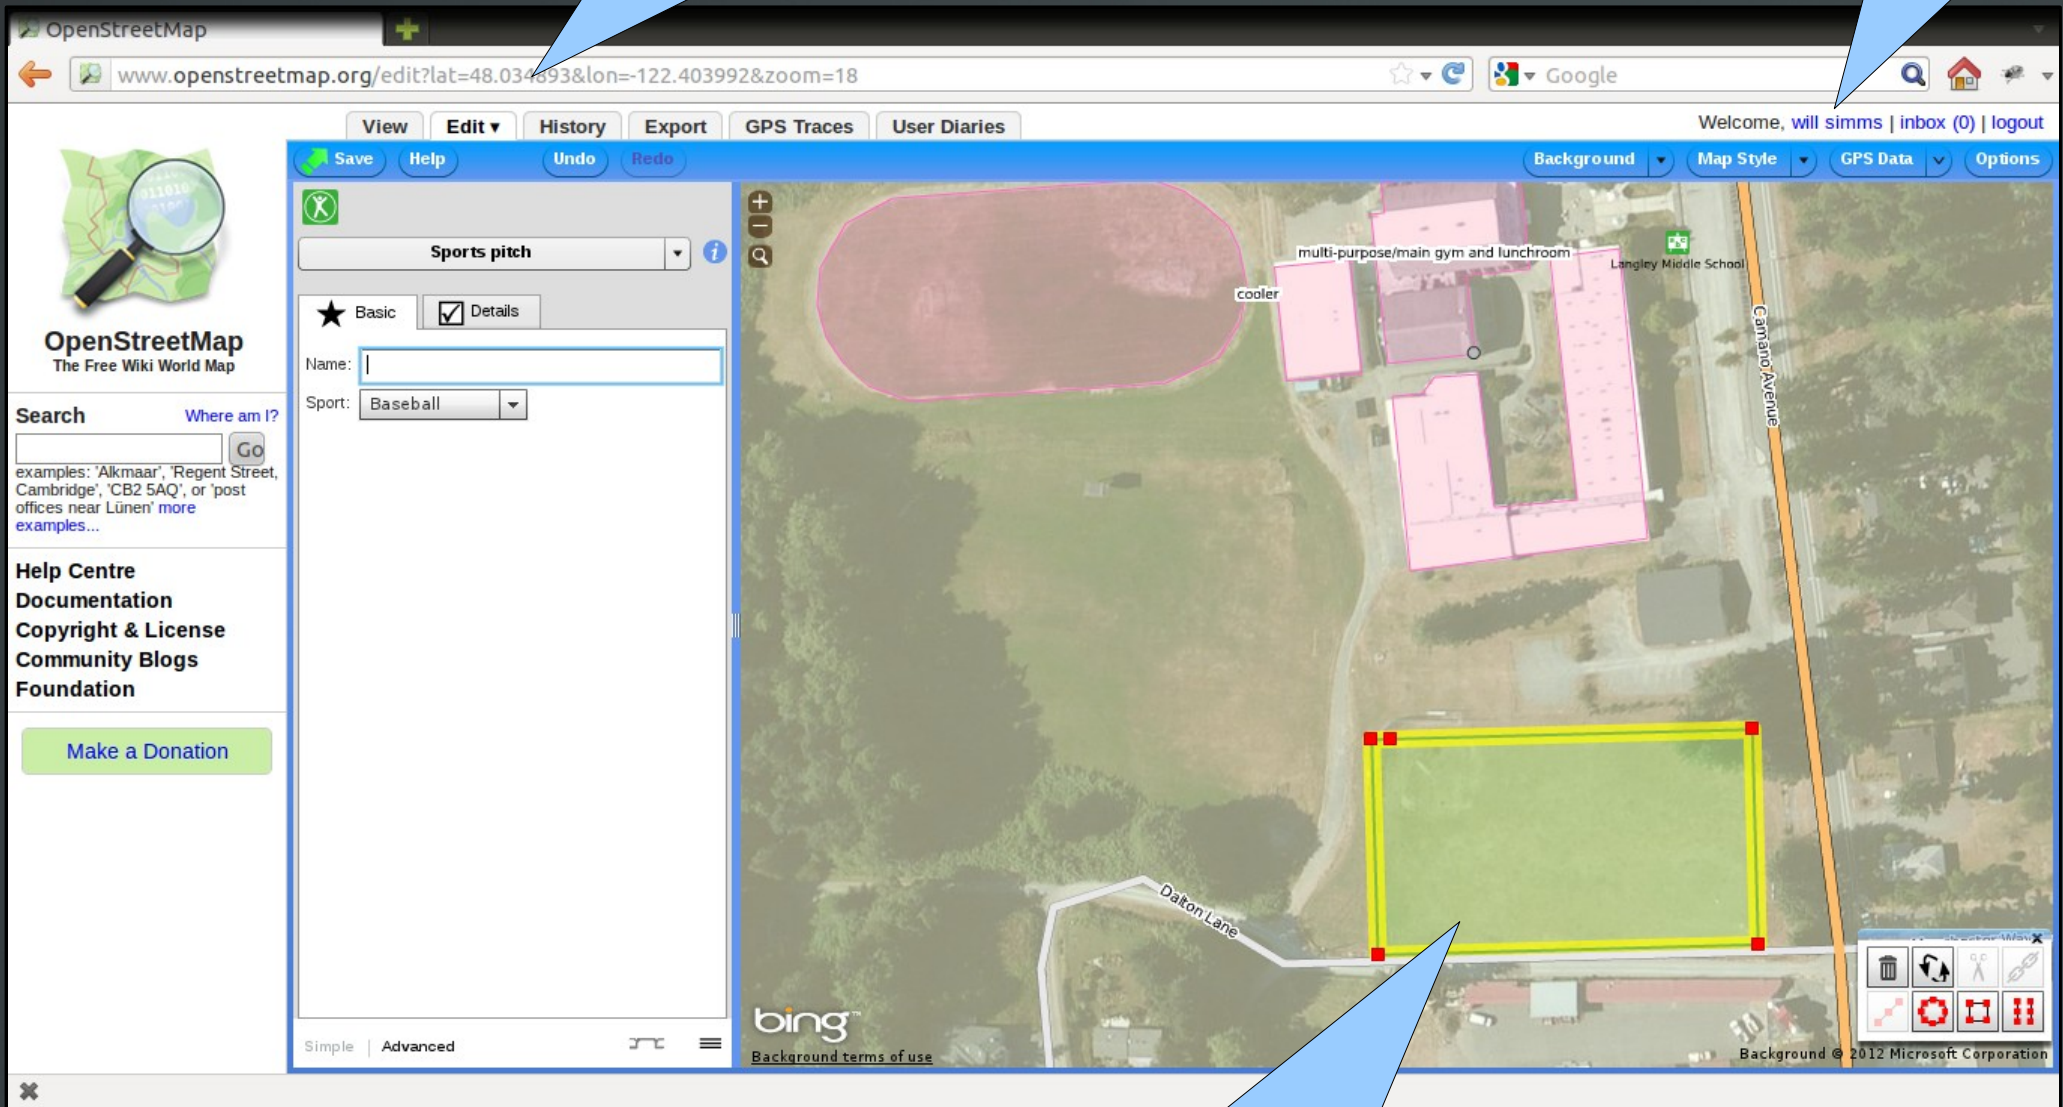 OpenStreetMap
www.openstreetmap.org/edit?lat=48.034893&lon=-122.403992&zoom=18
Google
View
Edit ▾
History
Export
GPS Traces
User Diaries
Welcome, will simms | inbox (0) | logout
Save
Help
Undo
Redo
Background
Map Style
GPS Data
Options
OpenStreetMap
The Free Wiki World Map
Search
Where am I?
Go
examples: 'Alkmaar', 'Regent Street,
Cambridge', 'CB2 5AQ', or 'post
offices near Lünen' more
examples...
Help Centre
Documentation
Copyright & License
Community Blogs
Foundation
Make a Donation
Sports pitch
Basic
Details
Name:
Sport: Baseball
Simple | Advanced
multi-purpose/main gym and lunchroom
Langley Middle School
cooler
Camano Avenue
Dalton Lane
bing
Background terms of use
Background © 2012 Microsoft Corporation